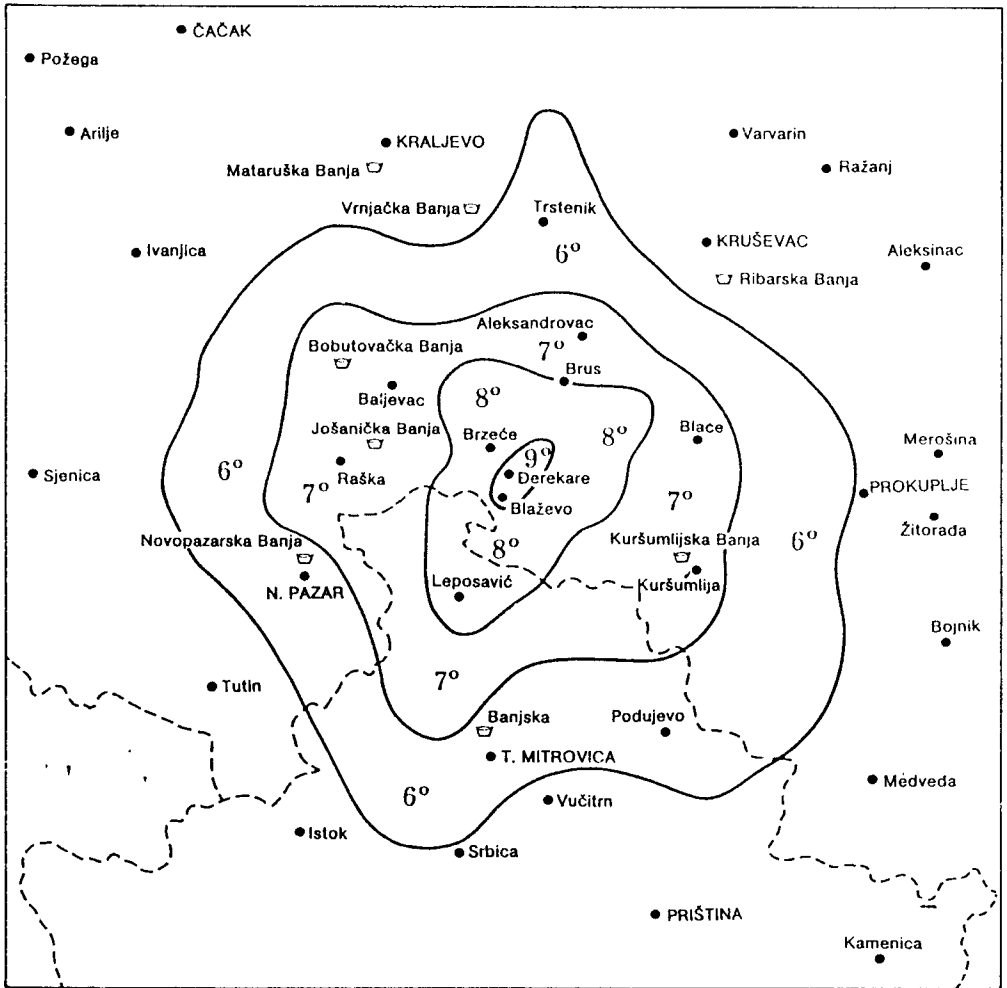 ČAČAK
Požega
Arilje
KRALJEVO
Varvarin
Mataruška Banja
Ražanj
Vrnjačka Banja
Trstenik
Ivanjica
6°
KRUŠEVAC
Aleksinac
Ribarska Banja
Aleksandrovac
Bobutovačka Banja
7°
Brus
Baljevac
8°
Jošanička Banja
Brzeće
8°
Blace
Merošina
9°
Sjenica
6°
Raška
Đerekare
PROKUPLJE
7°
Blaževo
7°
Žitorađa
Novopazarska Banja
8°
Kuršumlijska Banja
6°
N. PAZAR
Leposavić
Kuršumlija
Bojnik
Tutin
7°
Banjska
Podujevo
T. MITROVICA
Medveđa
6°
Vučitrn
Istok
Srbica
PRIŠTINA
Kamenica